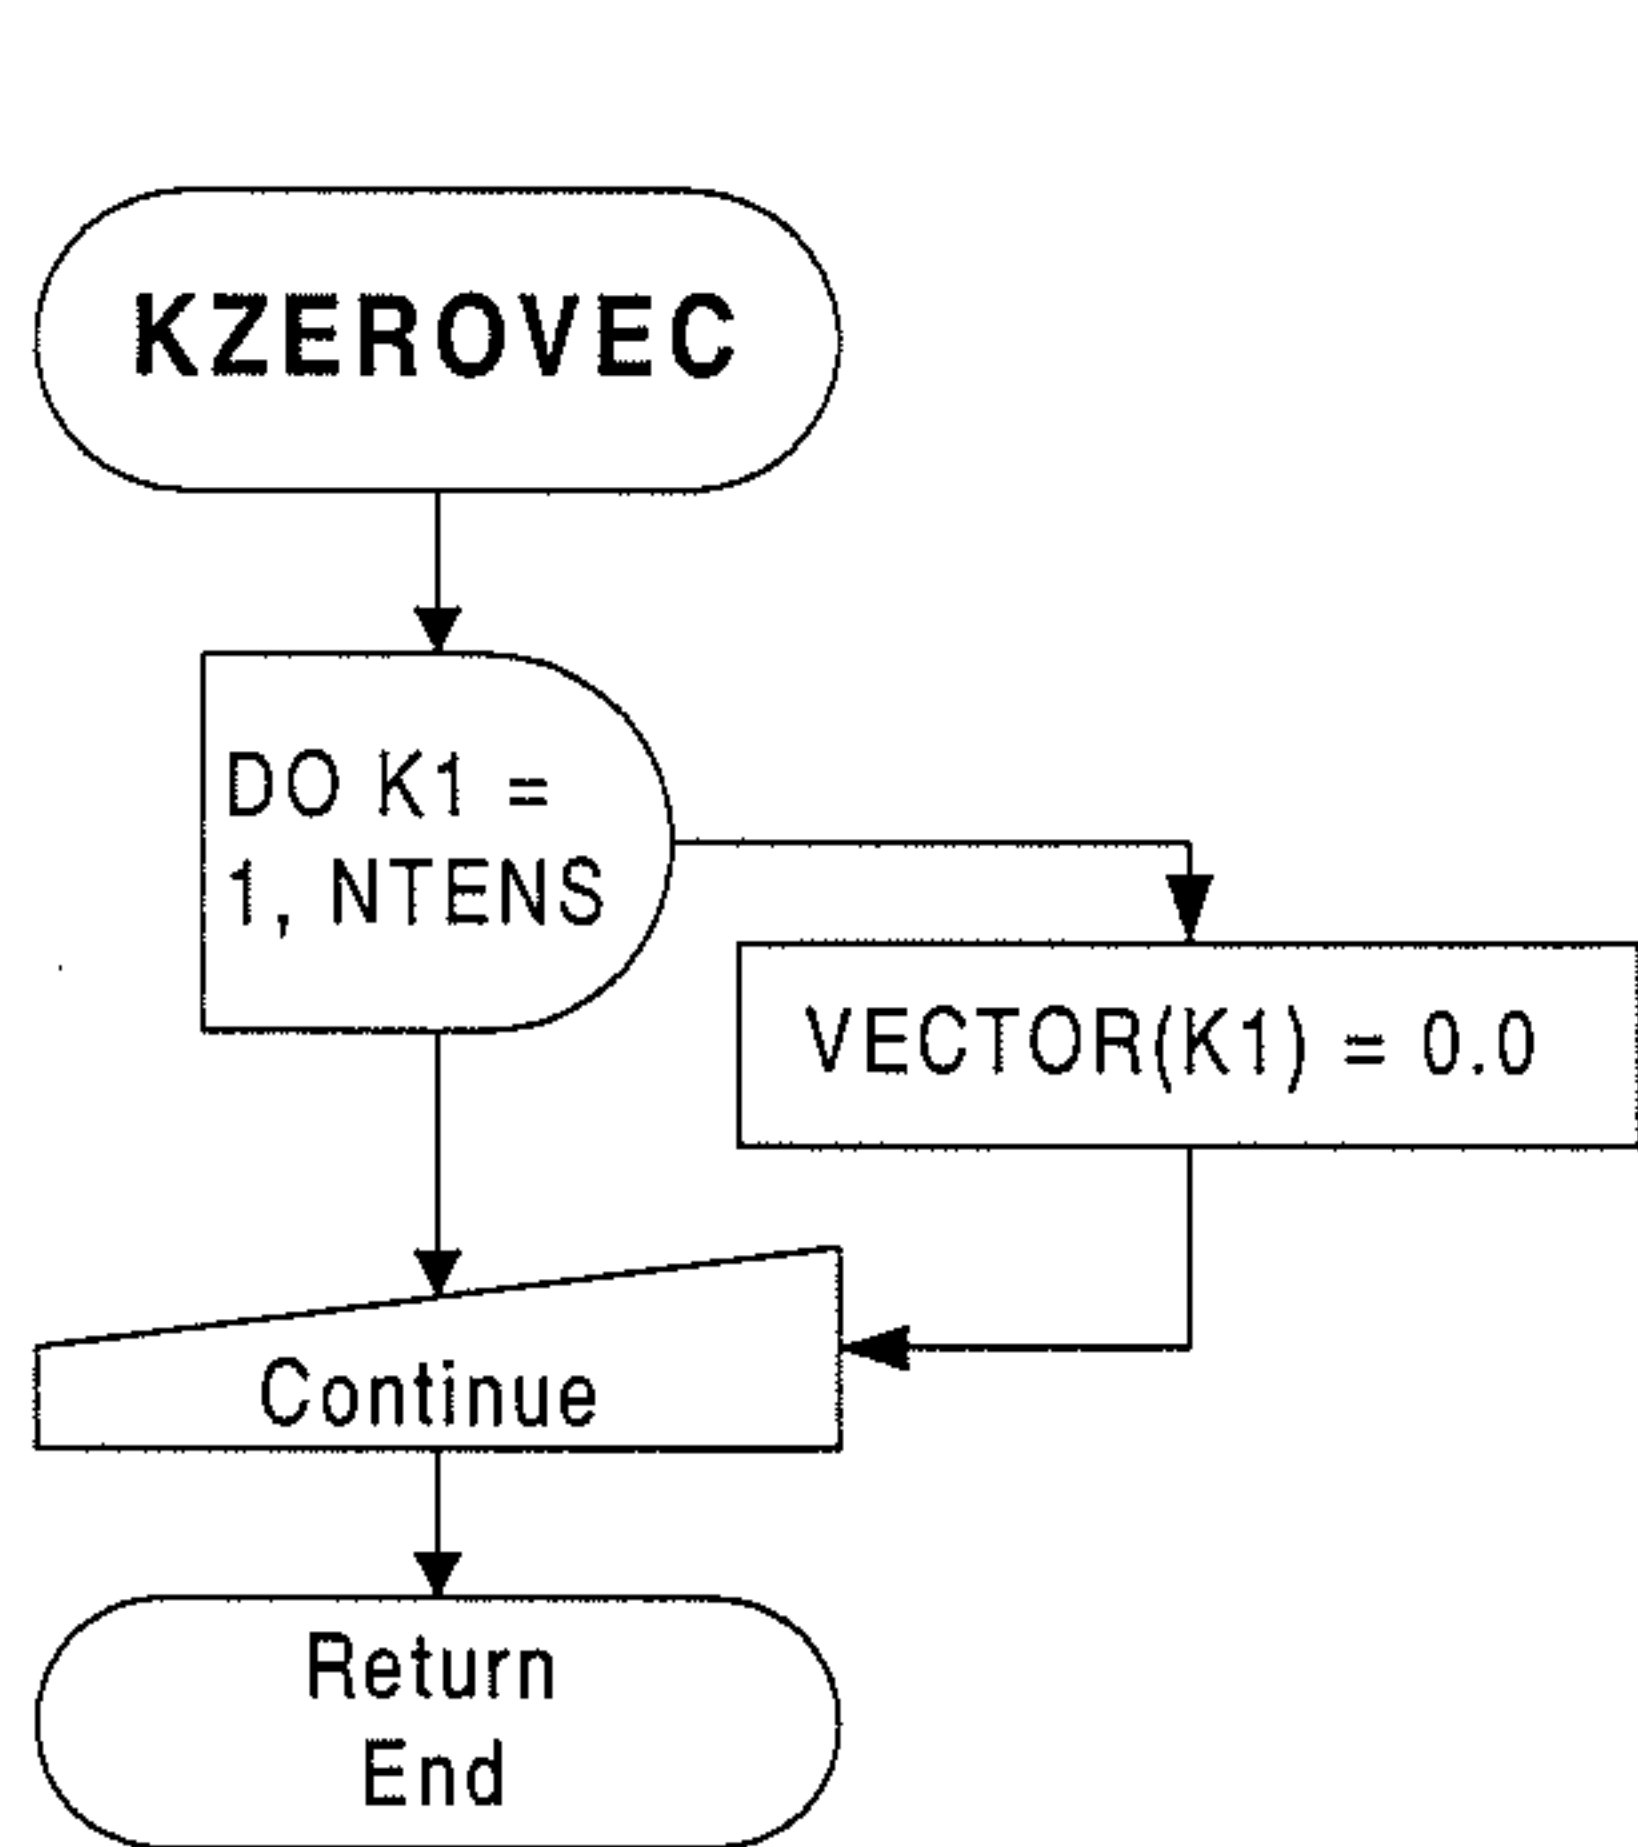 KZEROVEC
DO K1 =
1, NTENS
VECTOR(K1) = 0.0
Continue
Return
End